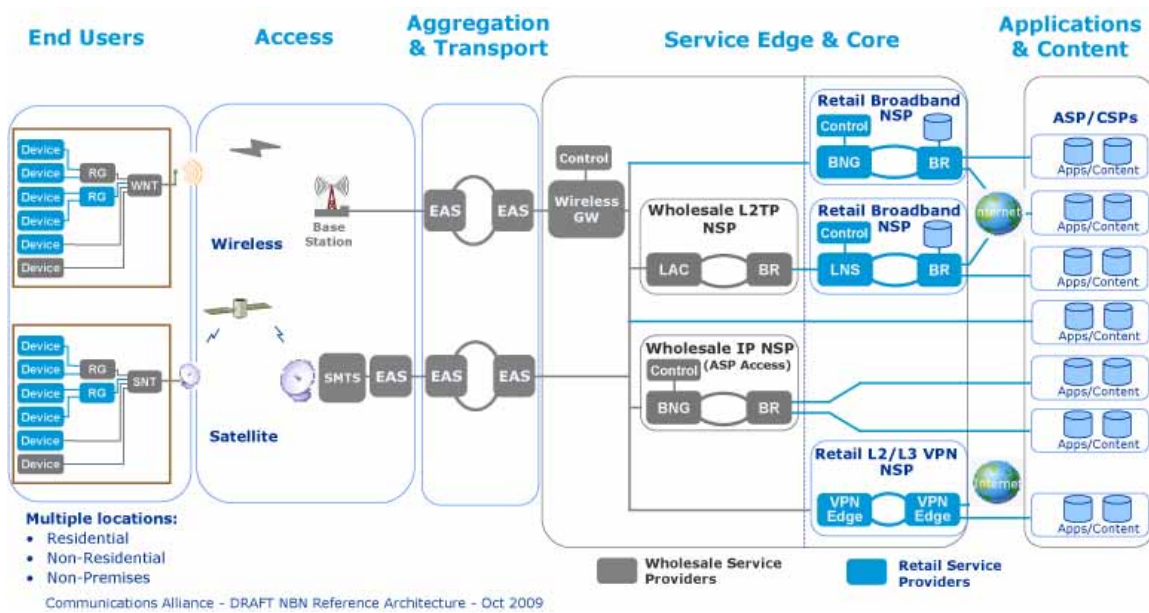 End Users
Access
Aggregation
& Transport
Service Edge & Core
Applications
& Content
Device
Device
Device
Device
Device
Device
RG
RG
WNT
Wireless
Base
Station
EAS
EAS
Control
Wireless
GW
Wholesale L2TP
NSP
LAC
BR
Retail Broadband
NSP
Control
BNG
BR
Retail Broadband
NSP
Control
LNS
BR
Internet
ASP/CSPs
Apps/Content
Apps/Content
Apps/Content
Apps/Content
Device
Device
Device
Device
Device
Device
RG
RG
SNT
Satellite
SMTS
EAS
EAS
EAS
Wholesale IP NSP
(ASP Access)
Control
BNG
BR
Retail L2/L3 VPN
NSP
VPN
Edge
VPN
Edge
Internet
Apps/Content
Apps/Content
Apps/Content
Multiple locations:
• Residential
• Non-Residential
• Non-Premises
Wholesale Service
Providers
Retail Service
Providers
Communications Alliance - DRAFT NBN Reference Architecture - Oct 2009